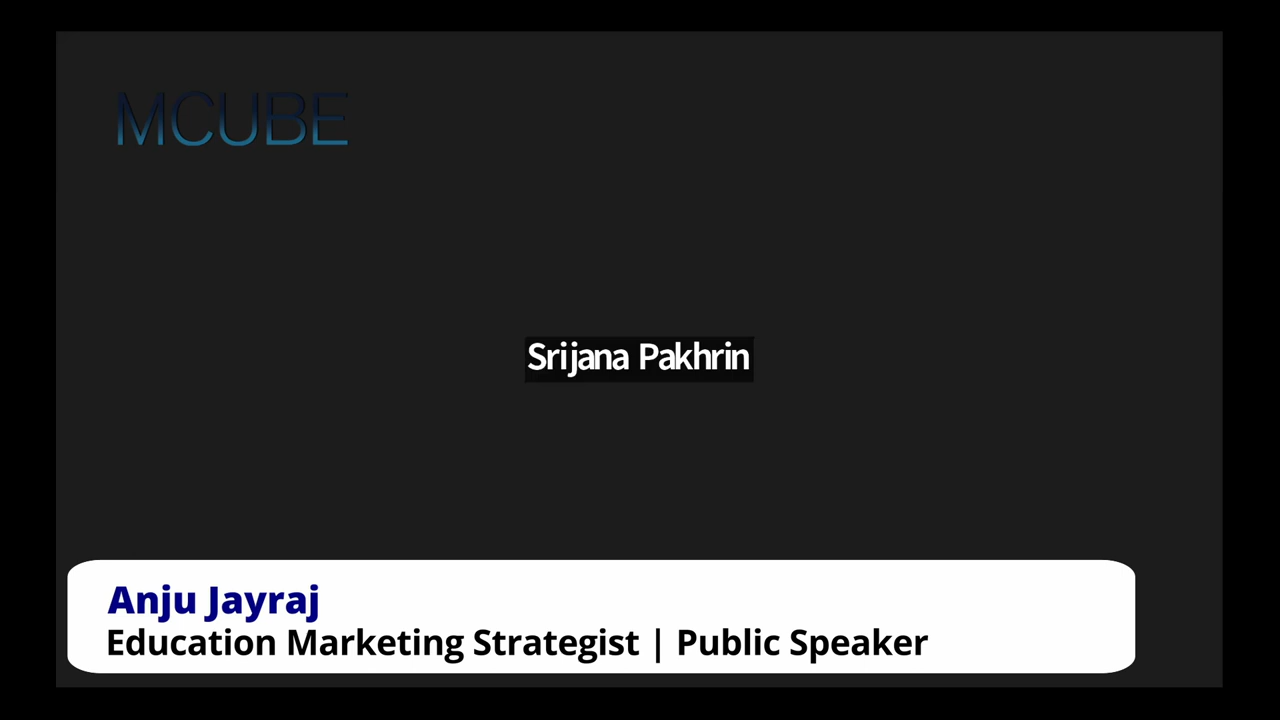 MCUBE
Srijana Pakhrin
Anju Jayraj
Education Marketing Strategist | Public Speaker